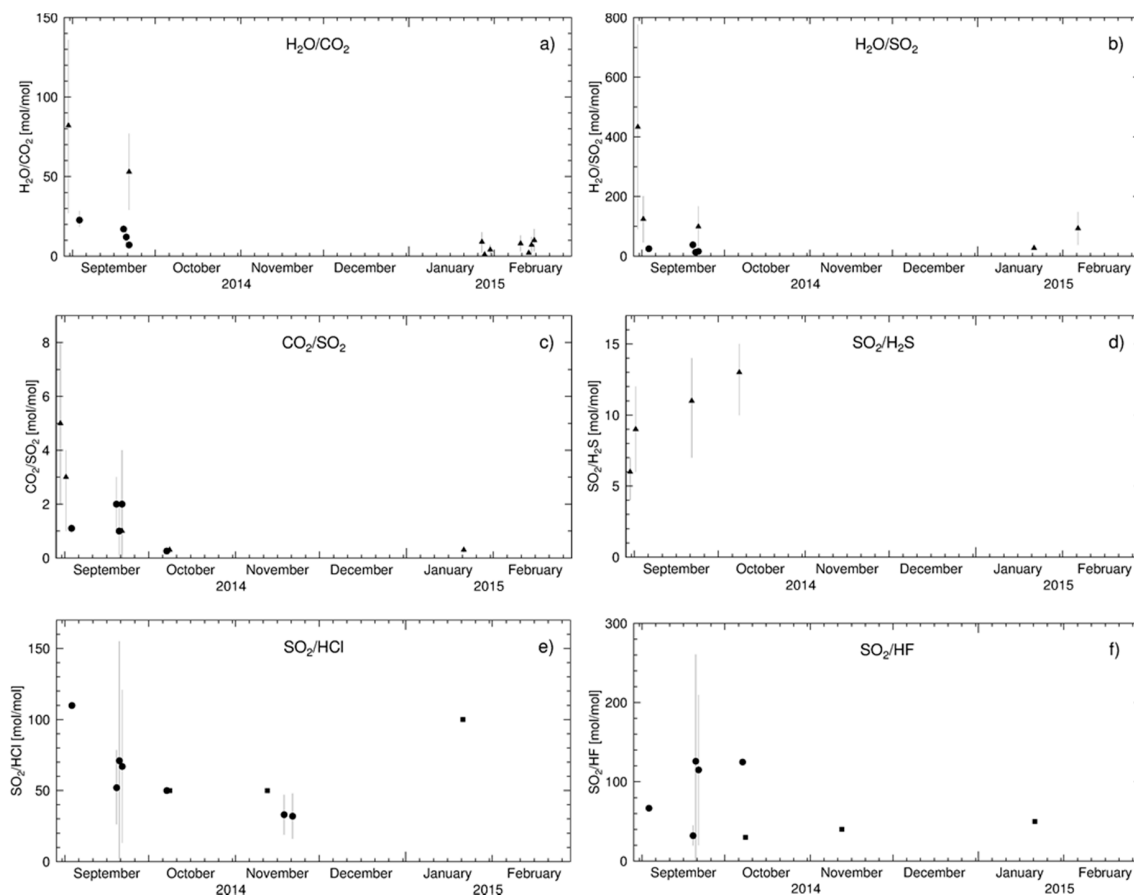 H₂O/CO₂ a)
H₂O/CO₂ [mol/mol]
150
100
50
0
September October November December January February
2014 2015
H₂O/SO₂ b)
H₂O/SO₂ [mol/mol]
800
600
400
200
0
September October November December January February
2014 2015
CO₂/SO₂ c)
CO₂/SO₂ [mol/mol]
8
6
4
2
0
September October November December January February
2014 2015
SO₂/H₂S d)
SO₂/H₂S [mol/mol]
15
10
5
0
September October November December January February
2014 2015
SO₂/HCl e)
SO₂/HCl [mol/mol]
150
100
50
0
September October November December January February
2014 2015
SO₂/HF f)
SO₂/HF [mol/mol]
300
200
100
0
September October November December January February
2014 2015